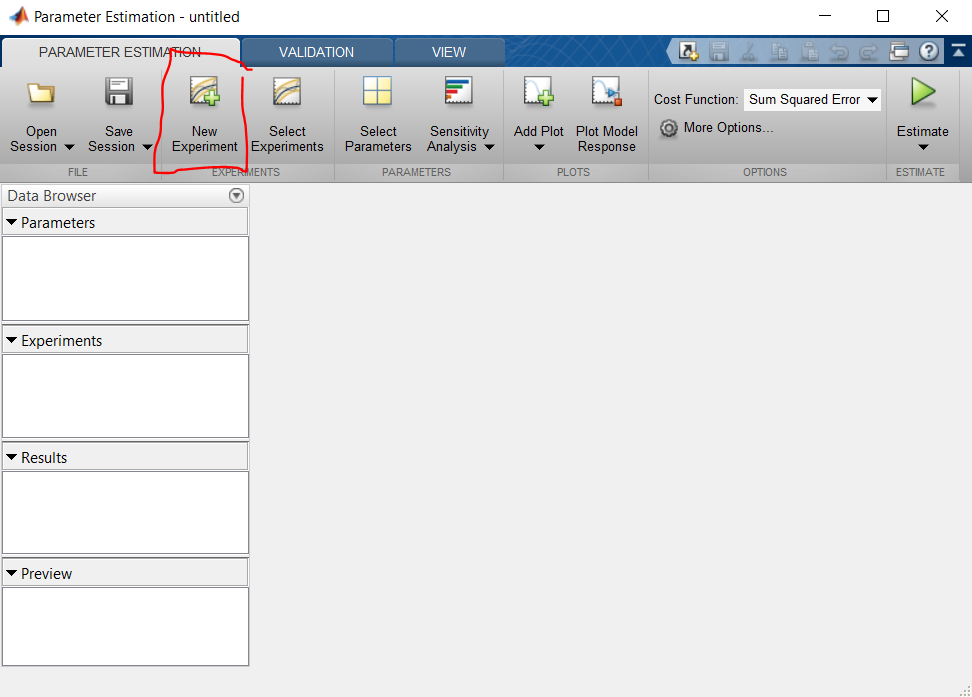 Parameter Estimation - untitled
PARAMETER ESTIMATION VALIDATION VIEW
Open Session
Save Session
New Experiment
Select Experiments
Select Parameters
Sensitivity Analysis
Add Plot
Plot Model Response
Cost Function: Sum Squared Error
More Options...
Estimate
FILE EXPERIMENTS PARAMETERS PLOTS OPTIONS ESTIMATE
Data Browser
Parameters
Experiments
Results
Preview